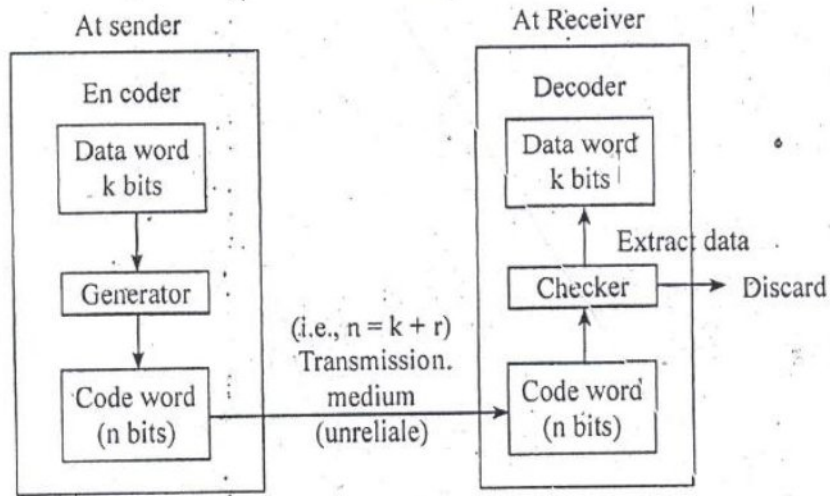 At sender
En coder
Data word
k bits
Generator
Code word
(n bits)
(i.e., n = k + r)
Transmission.
medium
(unreliale)
At Receiver
Decoder
Data word
k bits
Extract data
Checker
Discard
Code word
(n bits)